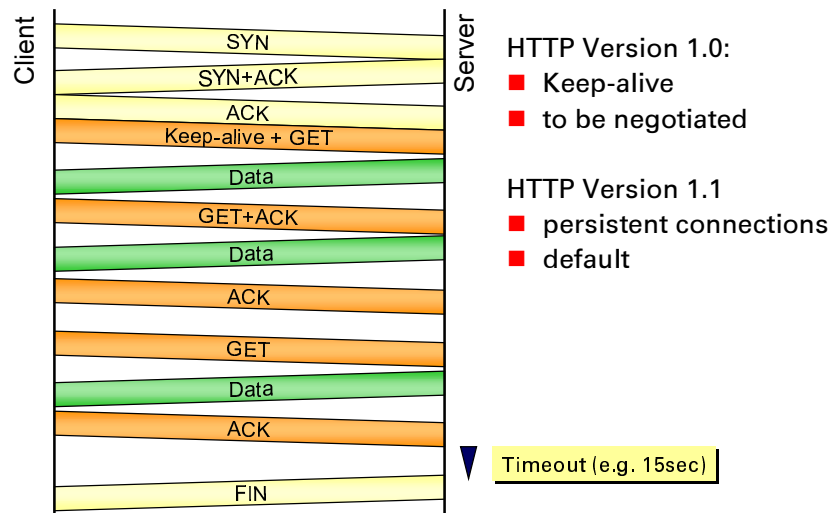 Client
Server
SYN
SYN+ACK
ACK
Keep-alive + GET
Data
GET+ACK
Data
ACK
GET
Data
ACK
FIN
HTTP Version 1.0:
Keep-alive
to be negotiated
HTTP Version 1.1
persistent connections
default
Timeout (e.g. 15sec)